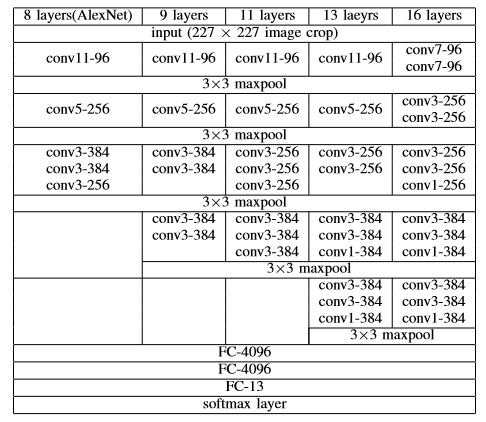 8 layers(AlexNet) 9 layers 11 layers 13 laeyrs 16 layers
input (227 × 227 image crop)
conv11-96 conv11-96 conv11-96 conv11-96 conv7-96
conv7-96
3×3 maxpool
conv5-256 conv5-256 conv5-256 conv5-256 conv3-256
conv3-256
3×3 maxpool
conv3-384 conv3-384 conv3-256 conv3-256 conv3-256
conv3-384 conv3-384 conv3-256 conv3-256 conv3-256
conv3-256 conv3-256 conv1-256
3×3 maxpool
conv3-384 conv3-384 conv3-384 conv3-384
conv3-384 conv3-384 conv3-384 conv3-384
conv3-384 conv1-384 conv1-384
3×3 maxpool
conv3-384 conv3-384
conv3-384 conv3-384
conv1-384 conv1-384
3×3 maxpool
FC-4096
FC-4096
FC-13
softmax layer